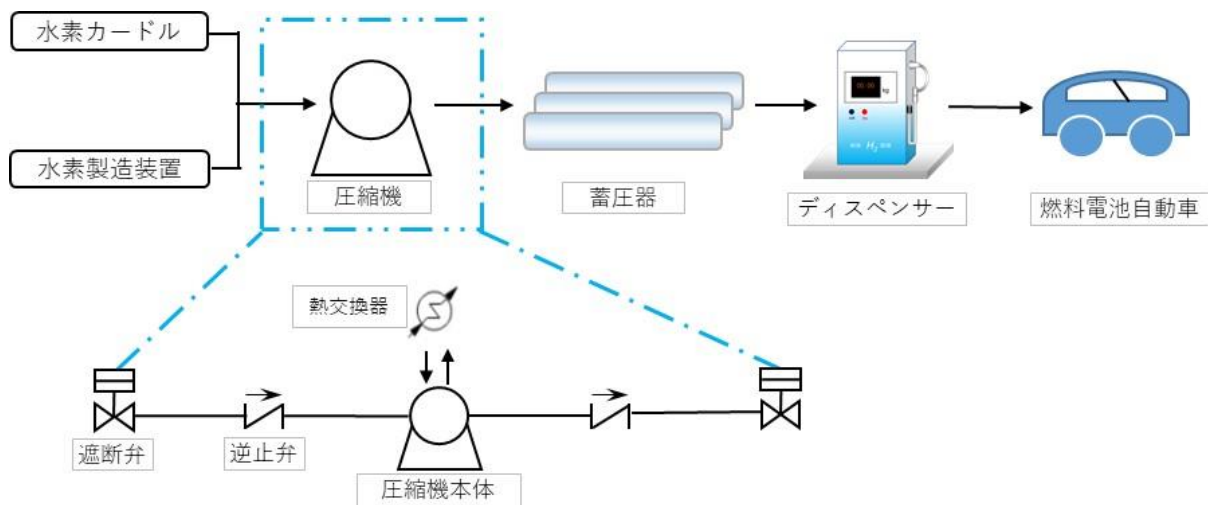 水素カードル
水素製造装置
圧縮機
蓄圧器
kg
H₂
ディスペンサー
燃料電池自動車
熱交換器
遮断弁
逆止弁
圧縮機本体